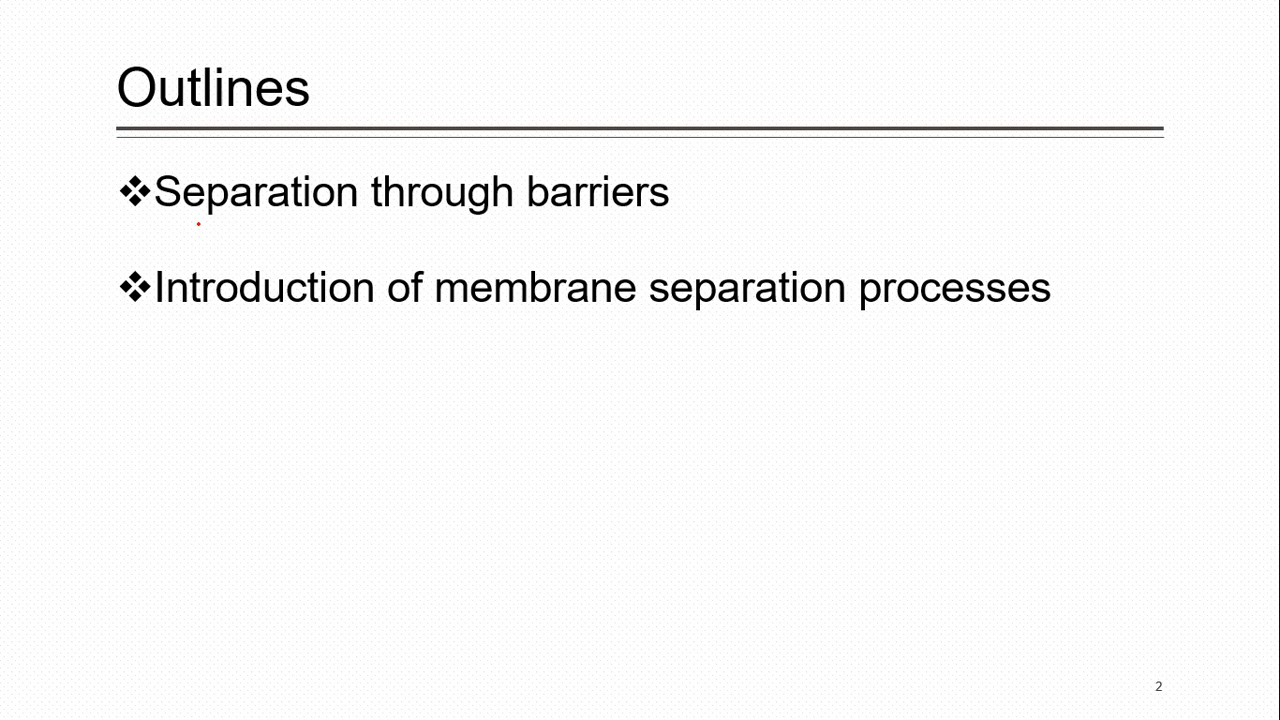 Outlines
❖Separation through barriers
❖Introduction of membrane separation processes
2